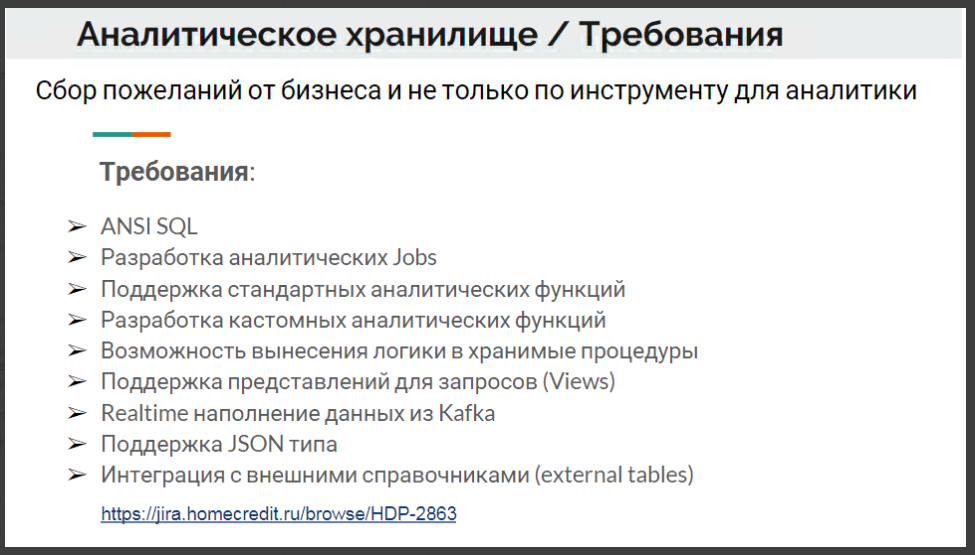 Аналитическое хранилище / Требования
Сбор пожеланий от бизнеса и не только по инструменту для аналитики
Требования:
➢ ANSI SQL
➢ Разработка аналитических Jobs
➢ Поддержка стандартных аналитических функций
➢ Разработка кастомных аналитических функций
➢ Возможность вынесения логики в хранимые процедуры
➢ Поддержка представлений для запросов (Views)
➢ Realtime наполнение данных из Kafka
➢ Поддержка JSON типа
➢ Интеграция с внешними справочниками (external tables)
https://jira.homecredit.ru/browse/HDP-2863